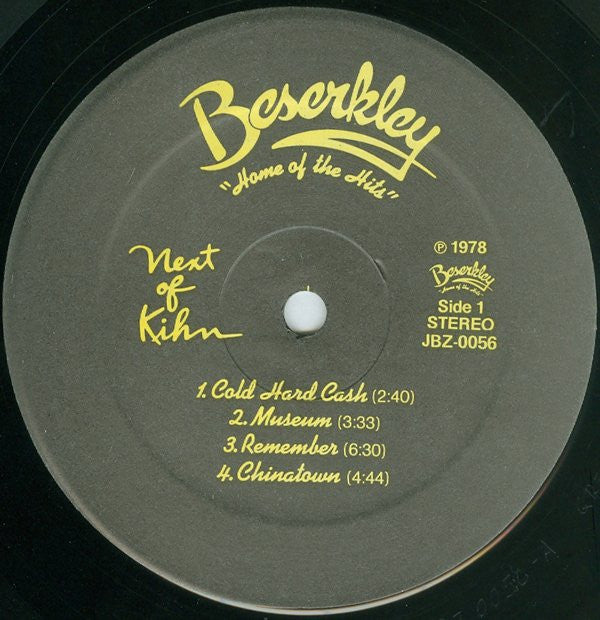 Beserkley
"Home of the Hits"
Next
of
Kihn
℗ 1978
Beserkley
"Home of the Hits"
Side 1
STEREO
JBZ-0056
1. Cold Hard Cash (2:40)
2. Museum (3:33)
3. Remember (6:30)
4. Chinatown (4:44)